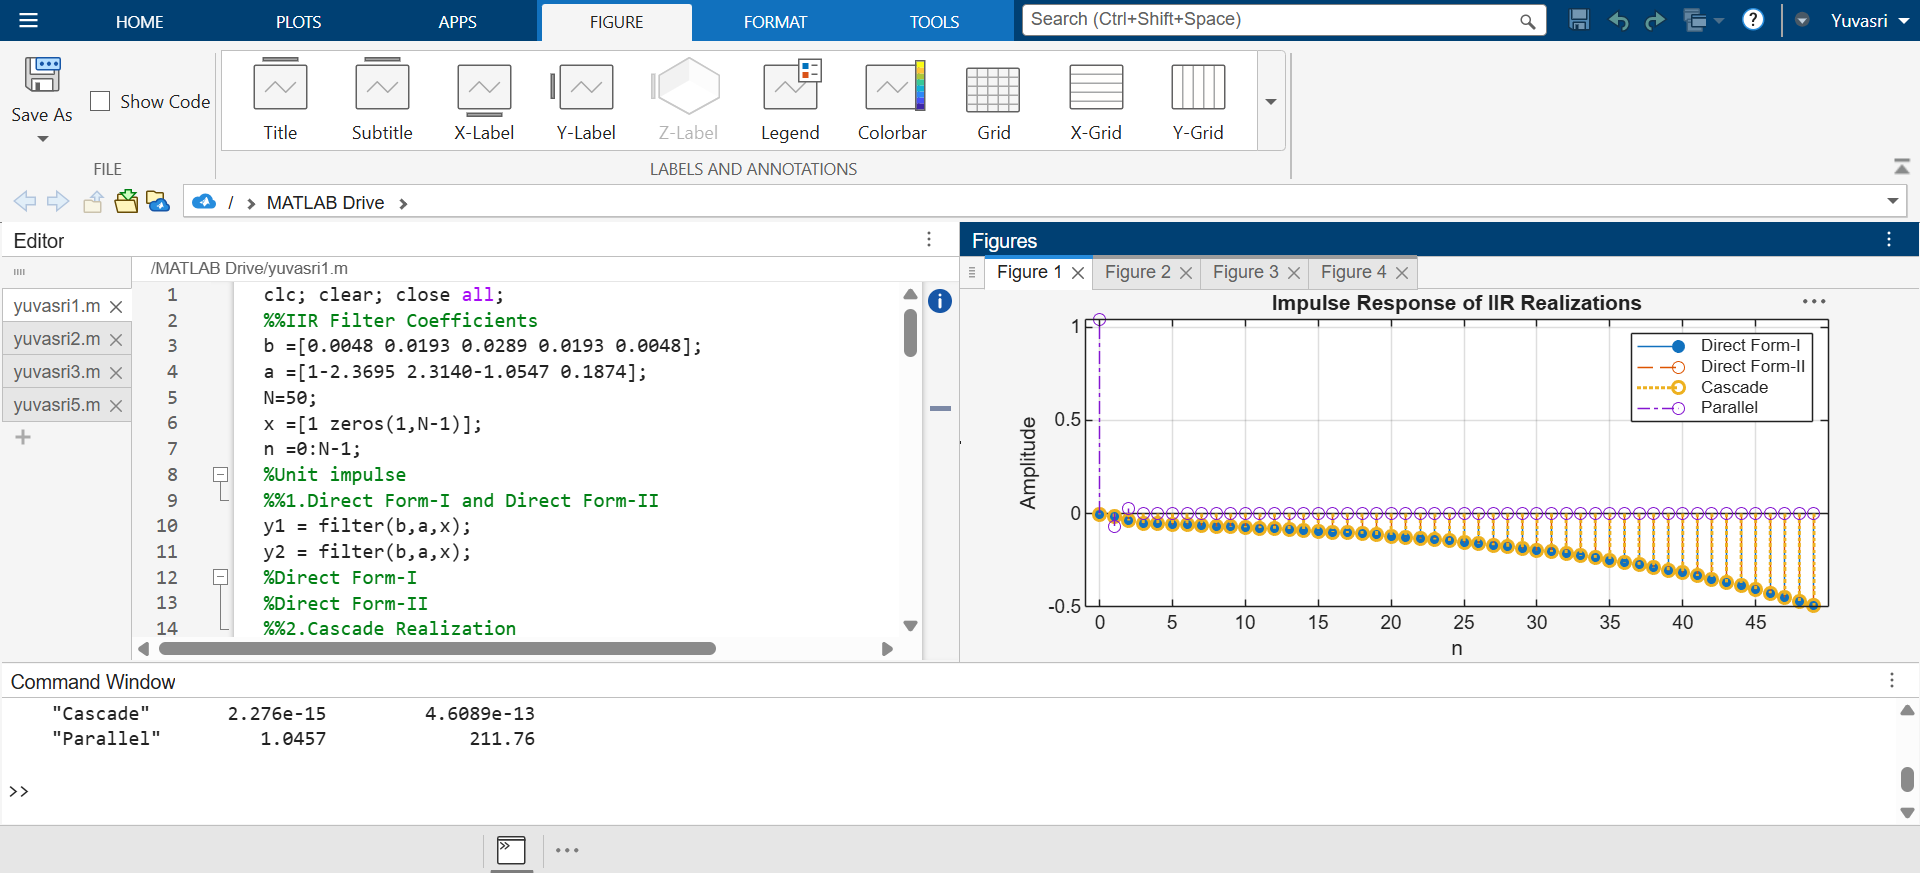 HOME PLOTS APPS FIGURE FORMAT TOOLS Search (Ctrl+Shift+Space) Yuvasri
Save As
Show Code
Title Subtitle X-Label Y-Label Z-Label Legend Colorbar Grid X-Grid Y-Grid
FILE LABELS AND ANNOTATIONS
/ > MATLAB Drive >
Editor
/MATLAB Drive/yuvasri1.m
yuvasri1.m
yuvasri2.m
yuvasri3.m
yuvasri5.m
1 clc; clear; close all;
2 %%IIR Filter Coefficients
3 b =[0.0048 0.0193 0.0289 0.0193 0.0048];
4 a =[1-2.3695 2.3140-1.0547 0.1874];
5 N=50;
6 x =[1 zeros(1,N-1)];
7 n =0:N-1;
8 %Unit impulse
9 %%1.Direct Form-I and Direct Form-II
10 y1 = filter(b,a,x);
11 y2 = filter(b,a,x);
12 %Direct Form-I
13 %Direct Form-II
14 %%2.Cascade Realization
Figures
Figure 1 Figure 2 Figure 3 Figure 4
Impulse Response of IIR Realizations
Direct Form-I
Direct Form-II
Cascade
Parallel
Amplitude
1
0.5
0
-0.5
0 5 10 15 20 25 30 35 40 45
n
Command Window
"Cascade" 2.276e-15 4.6089e-13
"Parallel" 1.0457 211.76
>>